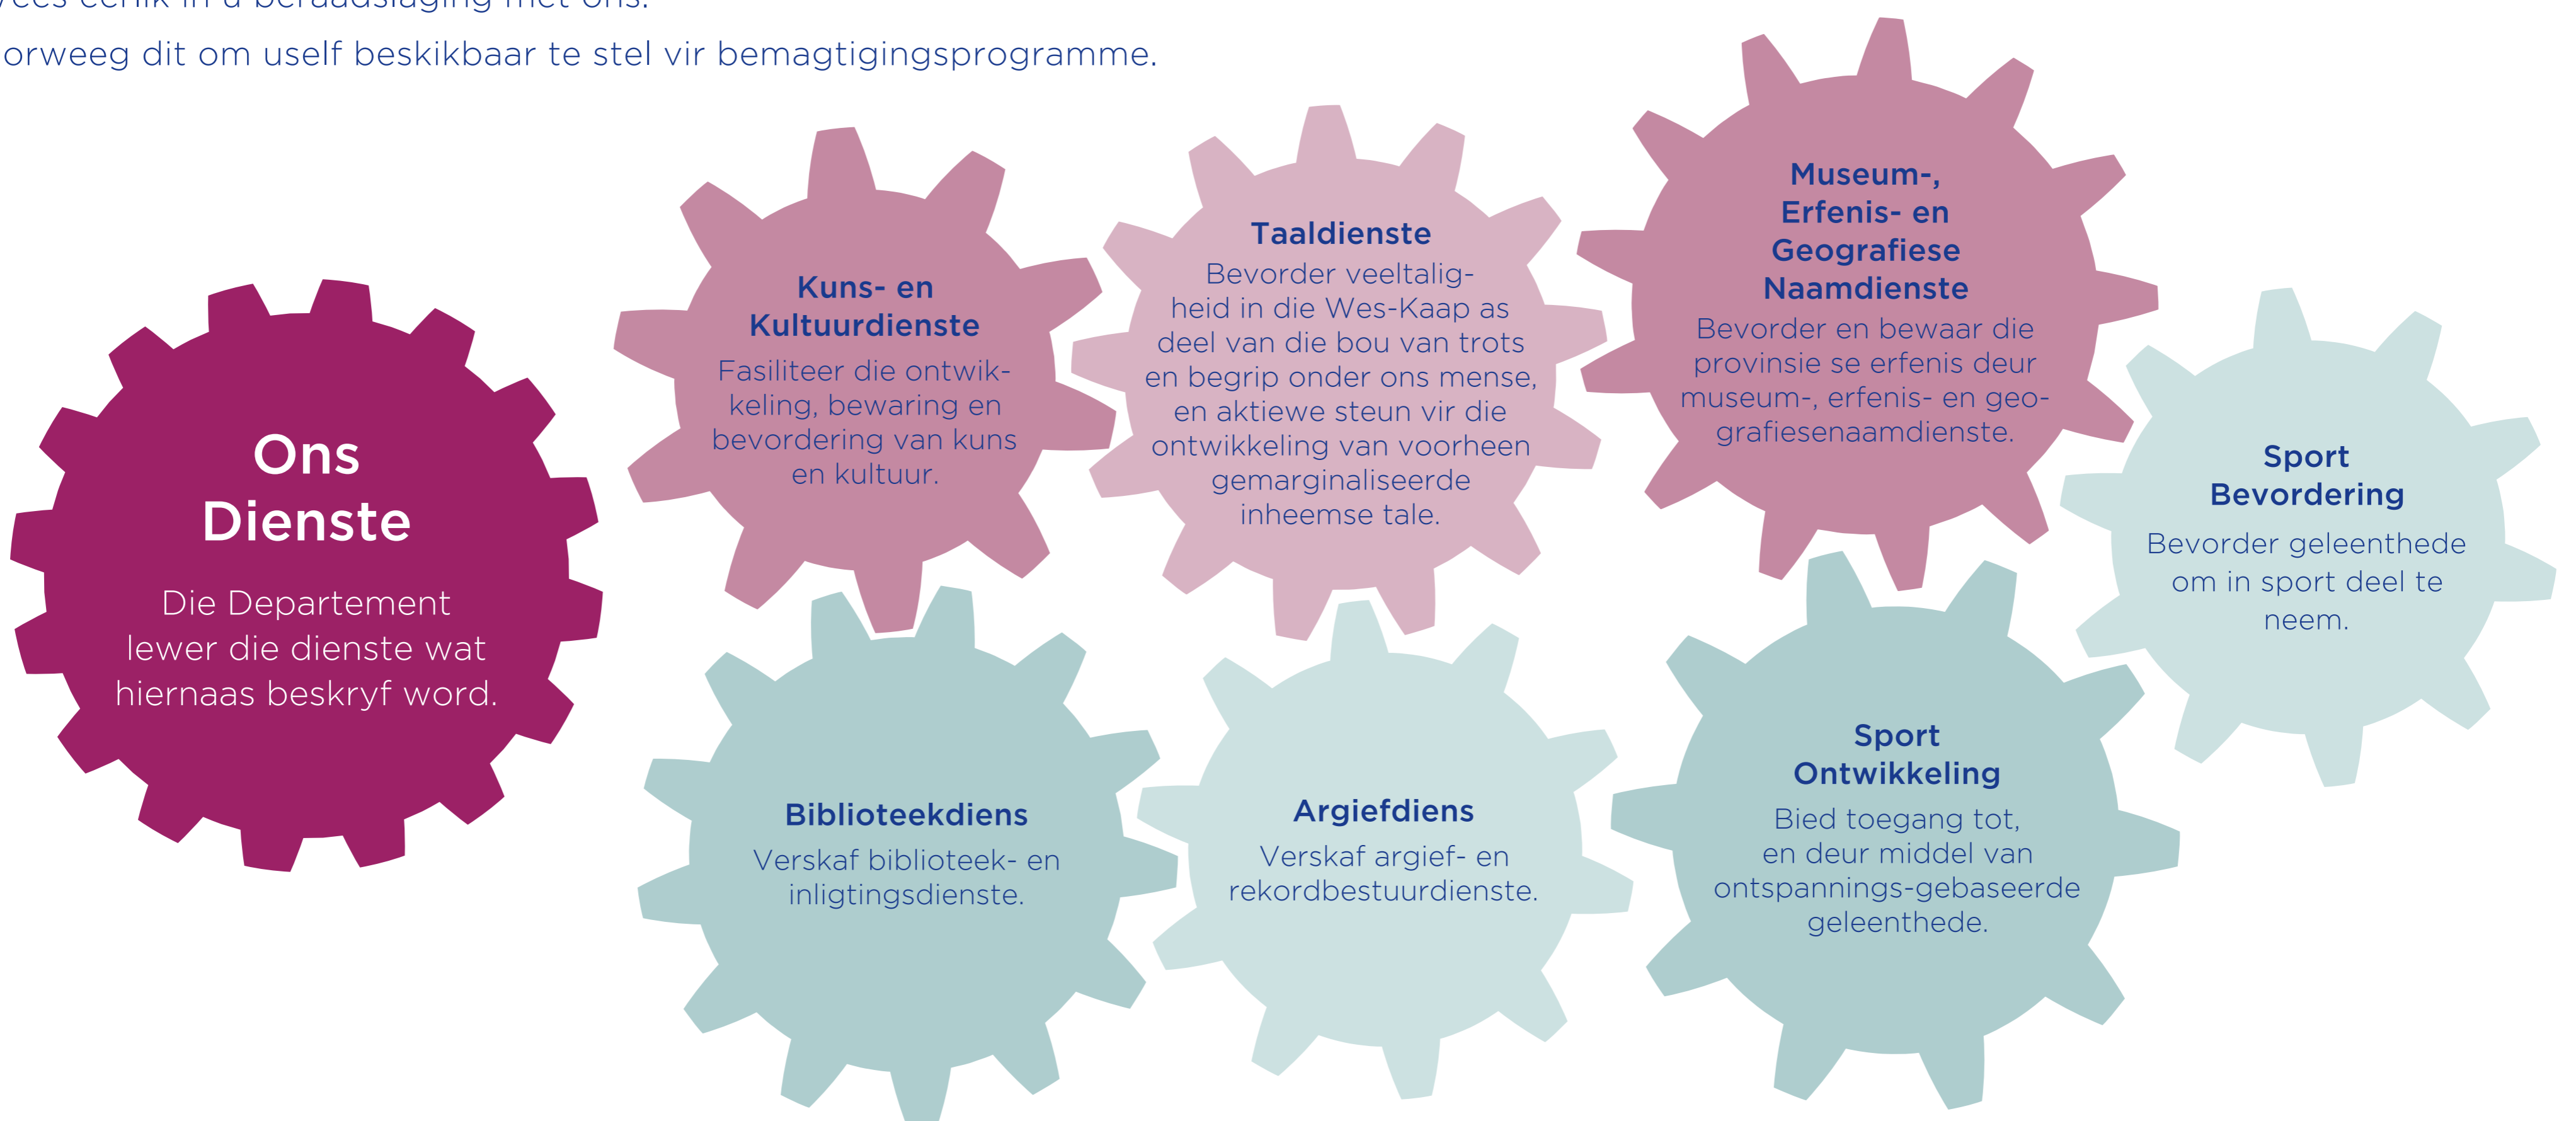 eerlik in u beraadslaging met ons.
dit om uself beskikbaar te stel vir bemagtigingsprogramme.
Ons
Dienste
Die Departement
lewer die dienste wat
hiernaas beskryf word.
Kuns- en
Kultuurdienste
Fasiliteer die ontwik-
keling, bewaring en
bevordering van kuns
en kultuur.
Taaldienste
Bevorder veeltalig-
heid in die Wes-Kaap as
deel van die bou van trots
en begrip onder ons mense,
en aktiewe steun vir die
ontwikkeling van voorheen
gemarginaliseerde
inheemse tale.
Museum-,
Erfenis- en
Geografiese
Naamdienste
Bevorder en bewaar die
provinsie se erfenis deur
museum-, erfenis- en geo-
grafiesenaamdienste.
Sport
Bevordering
Bevorder geleenthede
om in sport deel te
neem.
Biblioteekdiens
Verskaf biblioteek- en
inligtingsdienste.
Argiefdiens
Verskaf argief- en
rekordbestuurdienste.
Sport
Ontwikkeling
Bied toegang tot,
en deur middel van
ontspannings-gebaseerde
geleenthede.